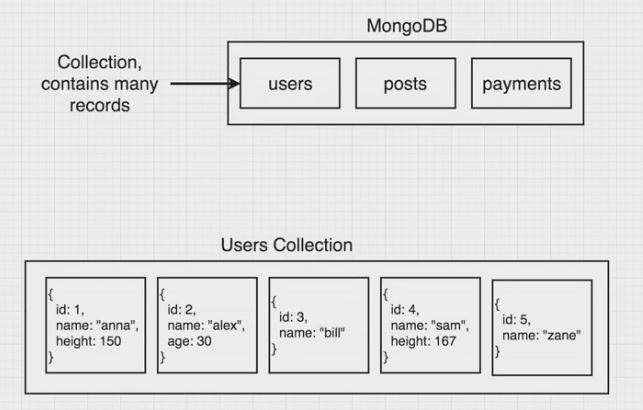 MongoDB
Collection,
contains many
records
users
posts
payments
Users Collection
{
id: 1,
name: "anna",
height: 150
}
{
id: 2,
name: "alex",
age: 30
}
{
id: 3,
name: "bill"
}
{
id: 4,
name: "sam",
height: 167
}
{
id: 5,
name: "zane"
}